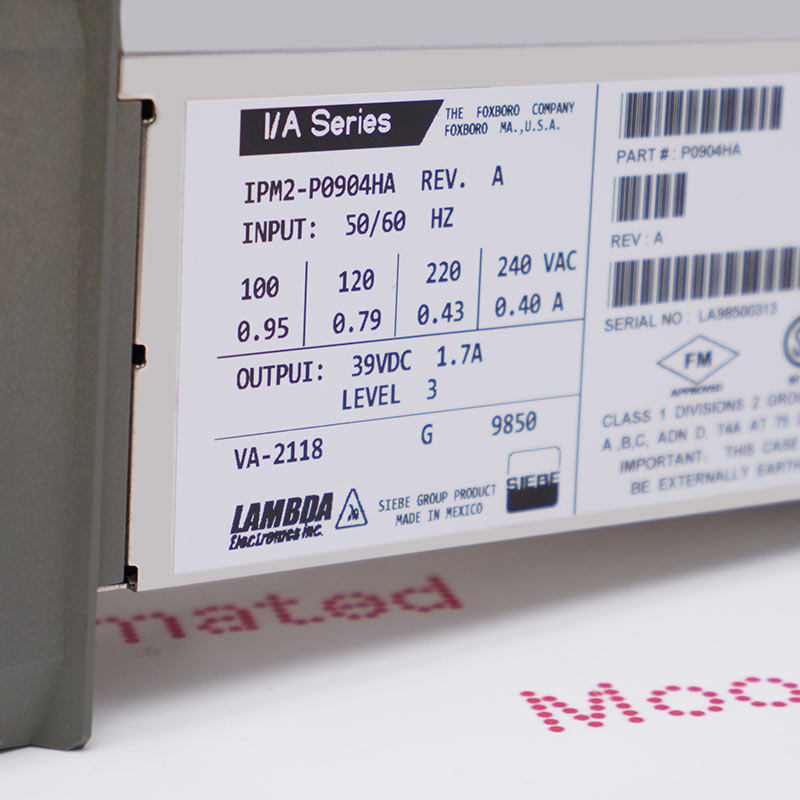 I/A Series
THE FOXBORO COMPANY
FOXBORO MA.,U.S.A.
IPM2-P0904HA REV. A
INPUT: 50/60 HZ
100 120 220 240 VAC
0.95 0.79 0.43 0.40 A
OUTPUT: 39VDC 1.7A
LEVEL 3
VA-2118 G 9850
LAMBDA
Electronics Inc.
SIEBE GROUP PRODUCT
MADE IN MEXICO
SIEBE
PART # : P0904HA
REV : A
SERIAL NO : LA98500313
FM
APPROVED
CLASS 1 DIVISIONS 2
A ,B,C, ADN D. T4A AT 75
IMPORTANT: THIS CASE
BE EXTERNALLY
mated
Moo